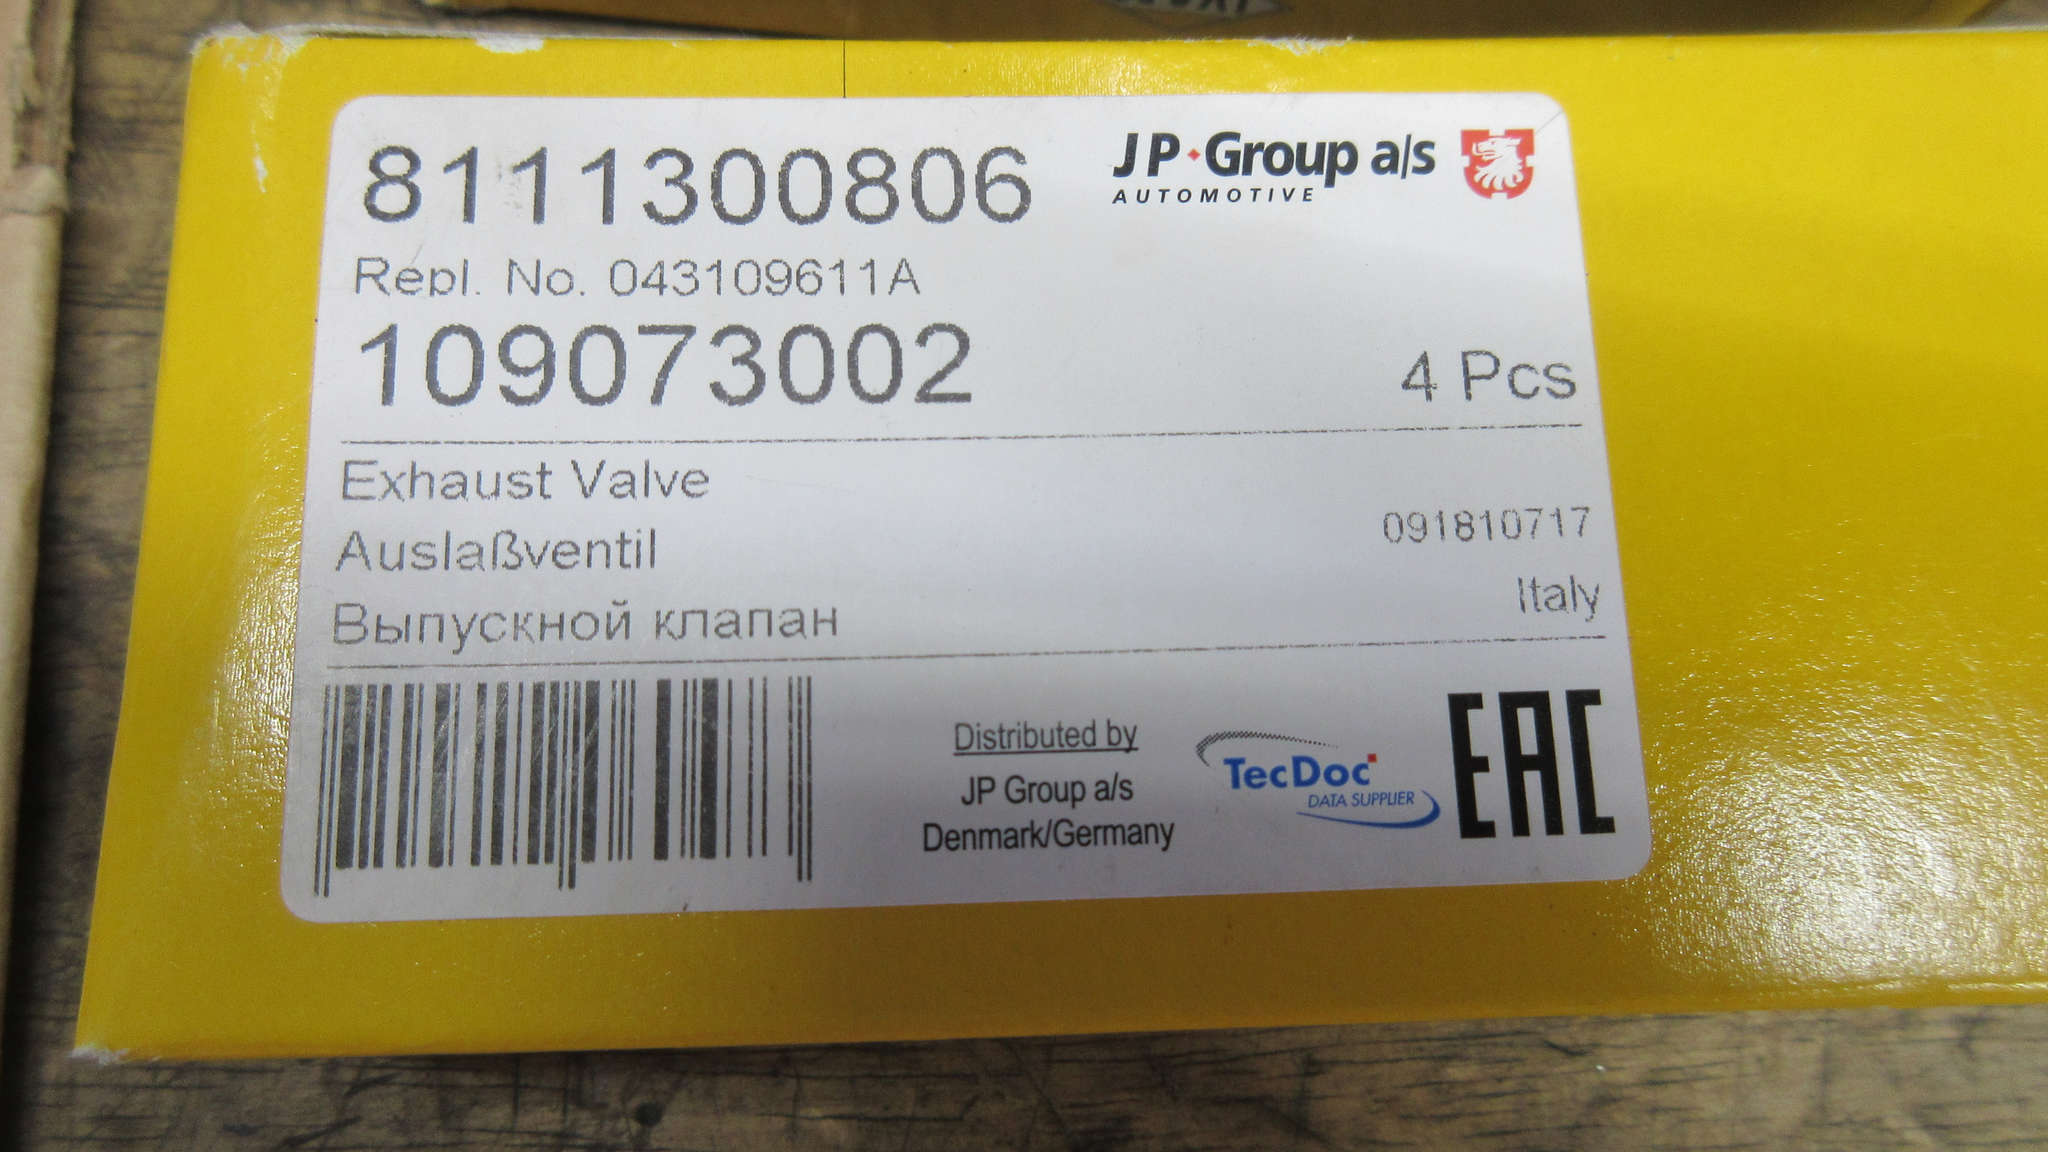 8111300806
JP Group a/s
AUTOMOTIVE
Repl. No. 043109611A
109073002
4 Pcs
Exhaust Valve
Auslaßventil
091810717
Выпускной клапан
Italy
Distributed by
JP Group a/s
Denmark/Germany
TecDoc
DATA SUPPLIER
EAC